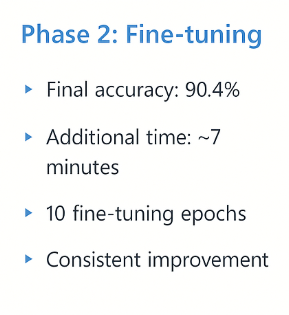 Phase 2: Fine-tuning
Final accuracy: 90.4%
Additional time: ~7
minutes
10 fine-tuning epochs
Consistent improvement